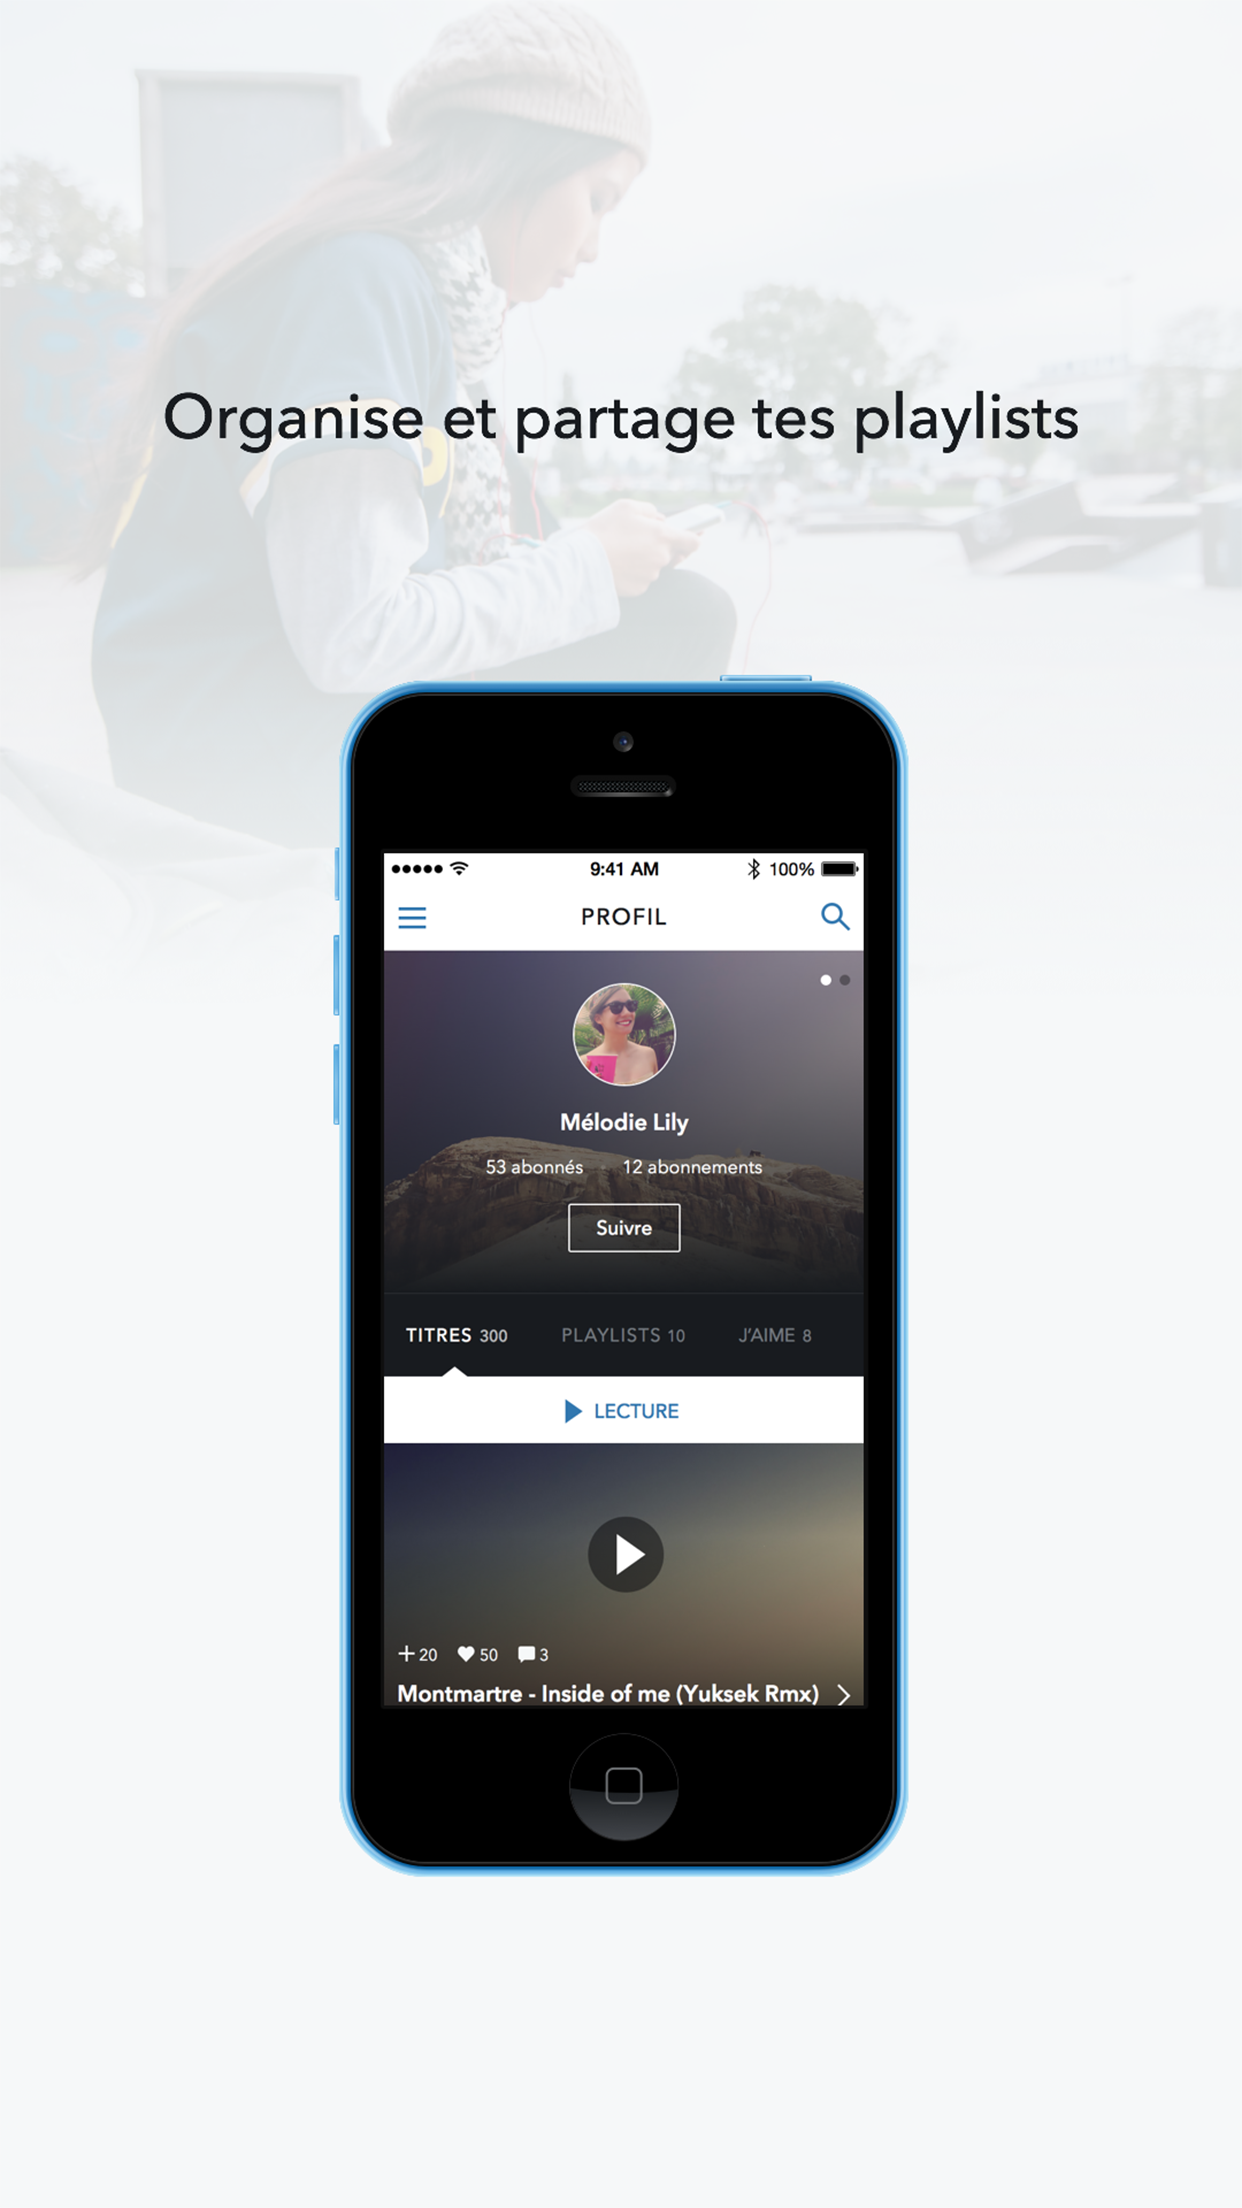 Organise et partage tes playlists
9:41 AM
100%
PROFIL
Mélodie Lily
53 abonnés 12 abonnements
Suivre
TITRES 300 PLAYLISTS 10 J'AIME 8
LECTURE
20 50 3
Montmartre - Inside of me (Yuksek Rmx)